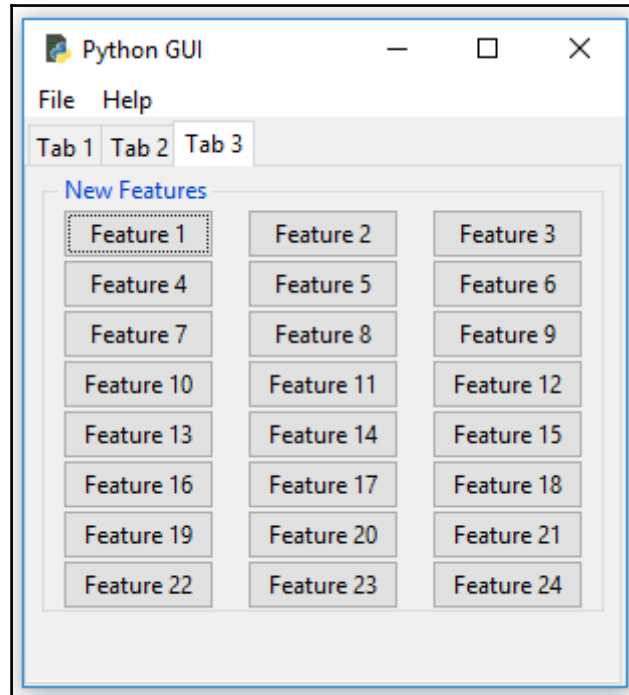 Python GUI
File Help
Tab 1 Tab 2 Tab 3
New Features
Feature 1 Feature 2 Feature 3
Feature 4 Feature 5 Feature 6
Feature 7 Feature 8 Feature 9
Feature 10 Feature 11 Feature 12
Feature 13 Feature 14 Feature 15
Feature 16 Feature 17 Feature 18
Feature 19 Feature 20 Feature 21
Feature 22 Feature 23 Feature 24